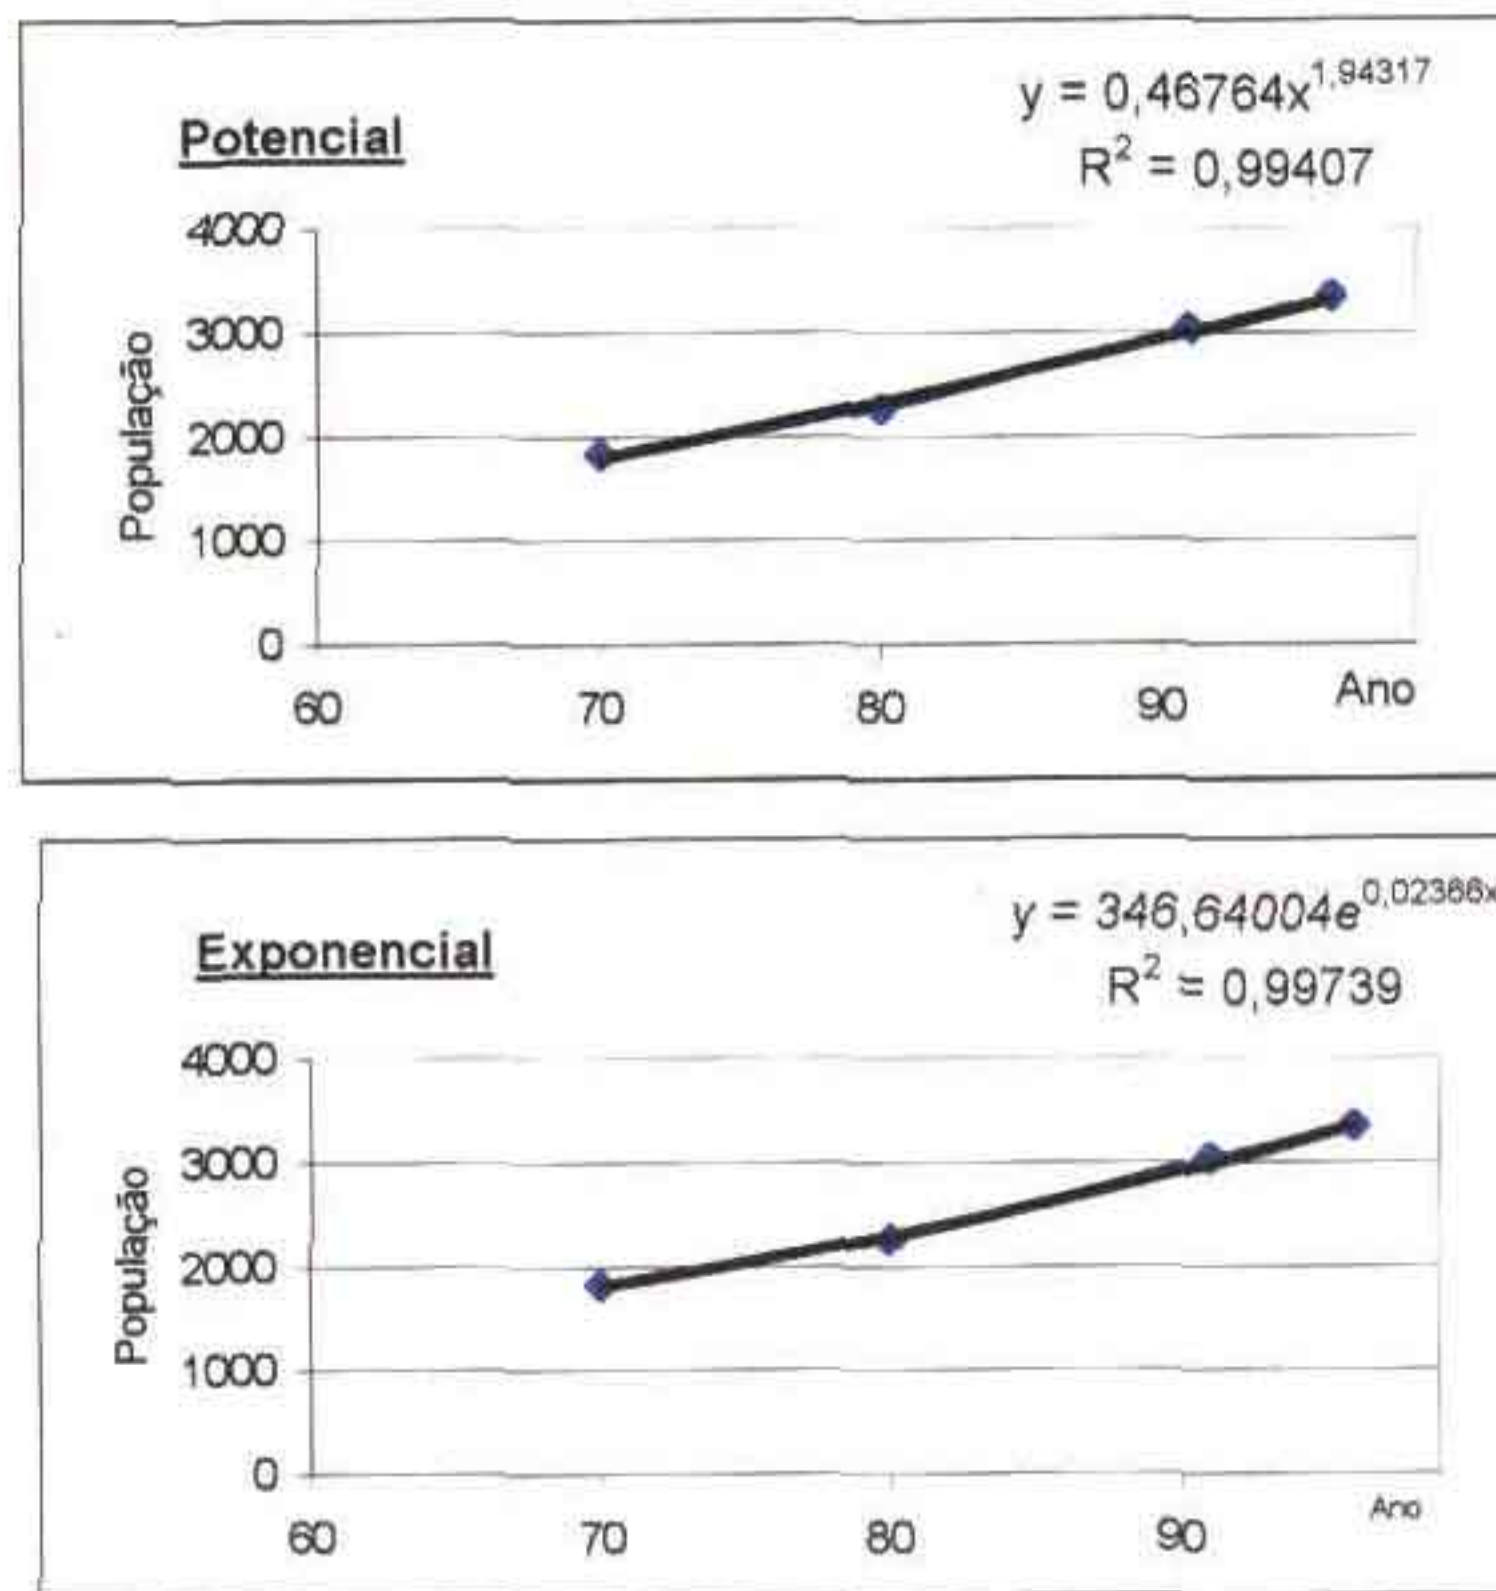 y = 0,46764x^1,94317
R² = 0,99407
Potencial
4000
3000
2000
1000
0
População
60 70 80 90 Ano
y = 346,64004e^0,02366x
R² = 0,99739
Exponencial
4000
3000
2000
1000
0
População
60 70 80 90 Ano